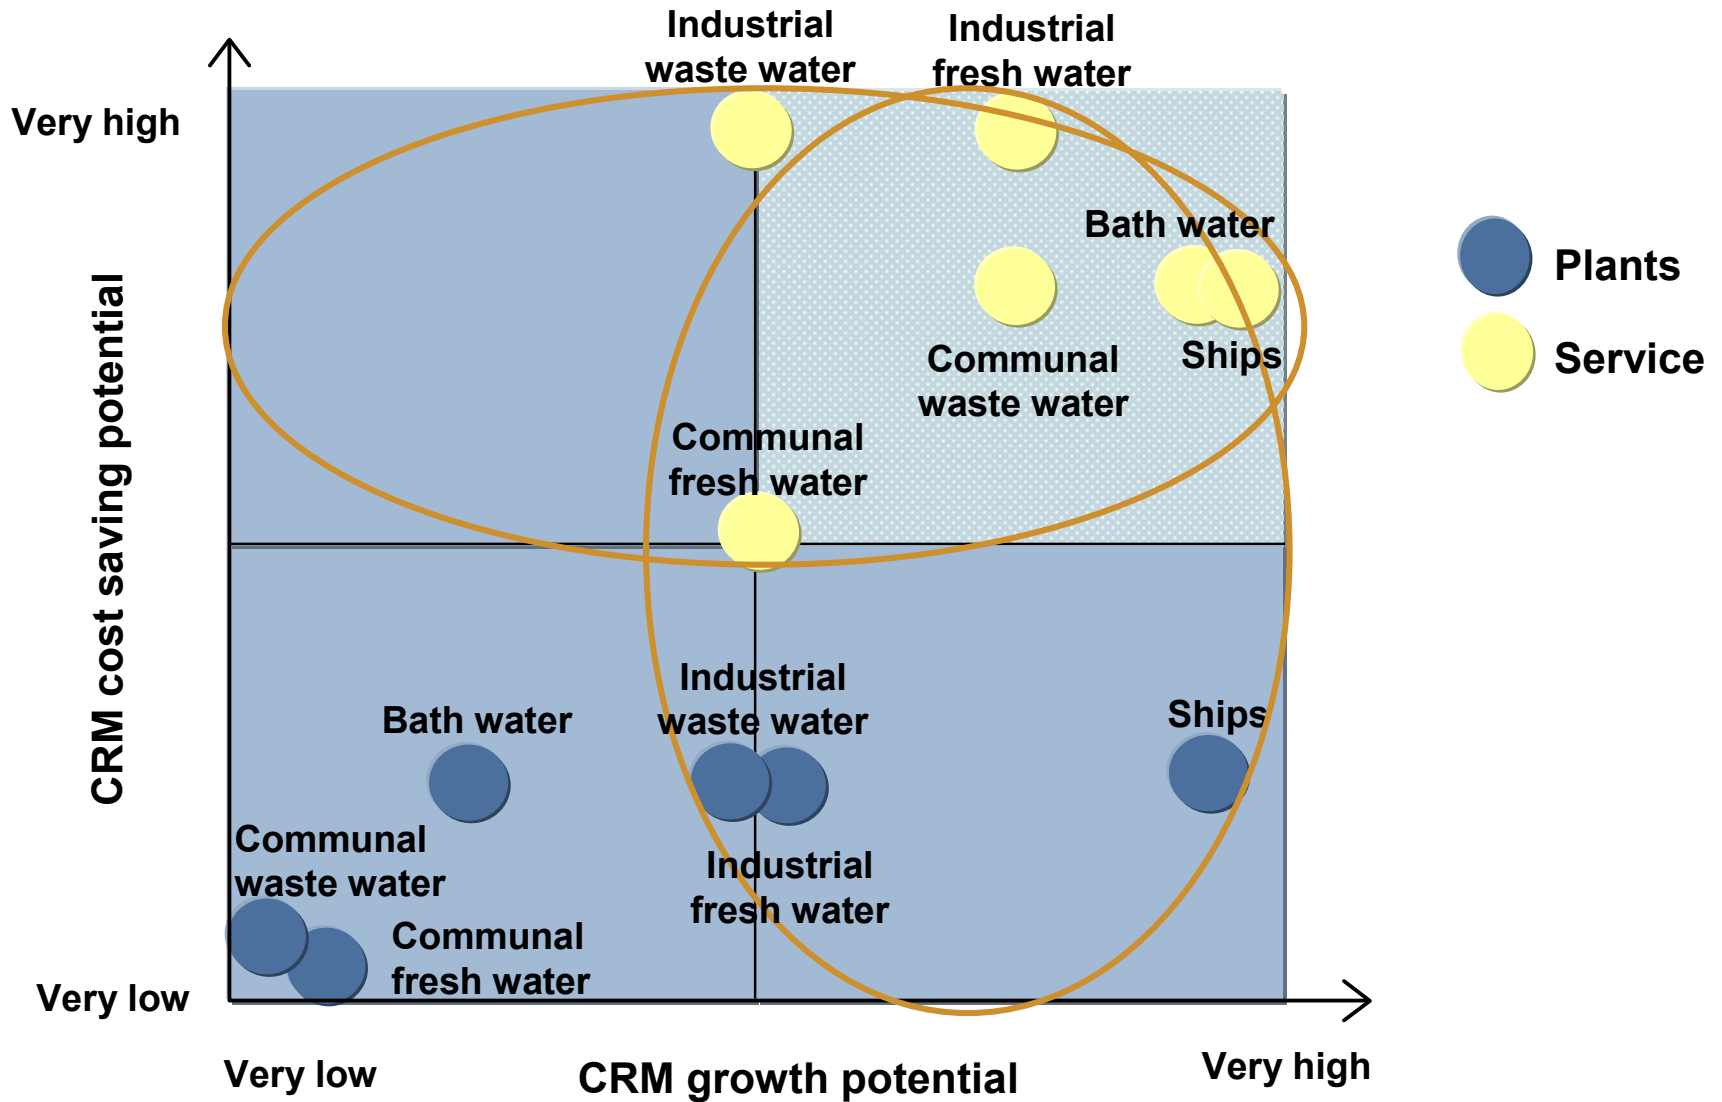 Industrial
waste water
Industrial
fresh water
Very high
Bath water
Plants
Ships
Service
Communal
waste water
CRM cost saving potential
Communal
fresh water
Industrial
waste water
Bath water
Ships
Communal
waste water
Industrial
fresh water
Communal
fresh water
Very low
Very low
CRM growth potential
Very high